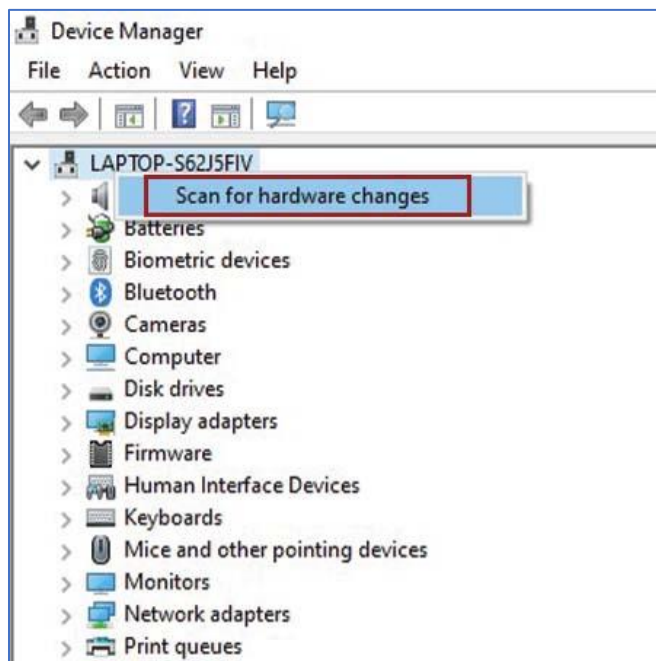 Device Manager
File Action View Help
LAPTOP-S62J5FIV
Scan for hardware changes
Batteries
Biometric devices
Bluetooth
Cameras
Computer
Disk drives
Display adapters
Firmware
Human Interface Devices
Keyboards
Mice and other pointing devices
Monitors
Network adapters
Print queues